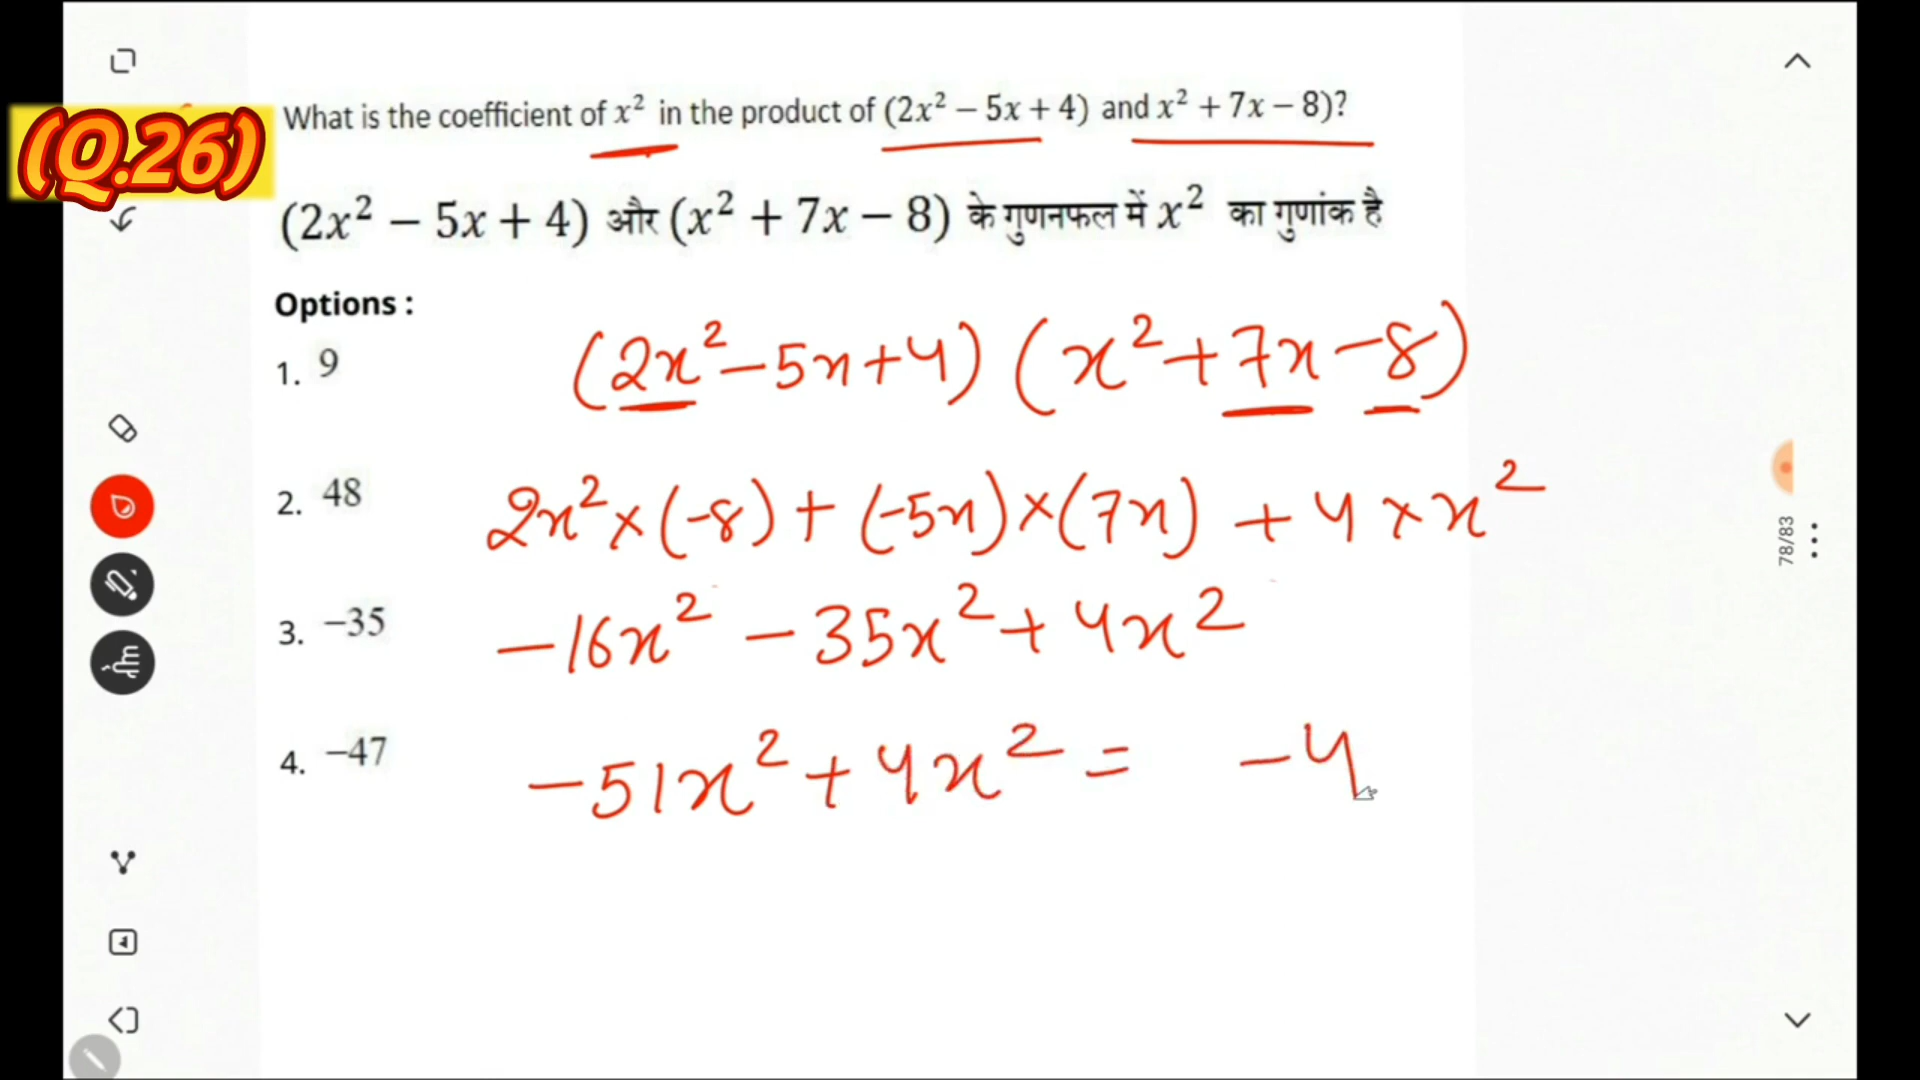 (Q.26)
What is the coefficient of x² in the product of (2x² – 5x + 4) and x² + 7x – 8)?
(2x² – 5x + 4) और (x² + 7x – 8) के गुणनफल में x² का गुणांक है
Options :
1. 9
(2x² – 5x + 4) (x² + 7x – 8)
2. 48
2x² × (-8) + (-5x) × (7x) + 4 × x²
3. –35
– 16x² – 35x² + 4x²
4. –47
– 51x² + 4x² = – 4
78/83